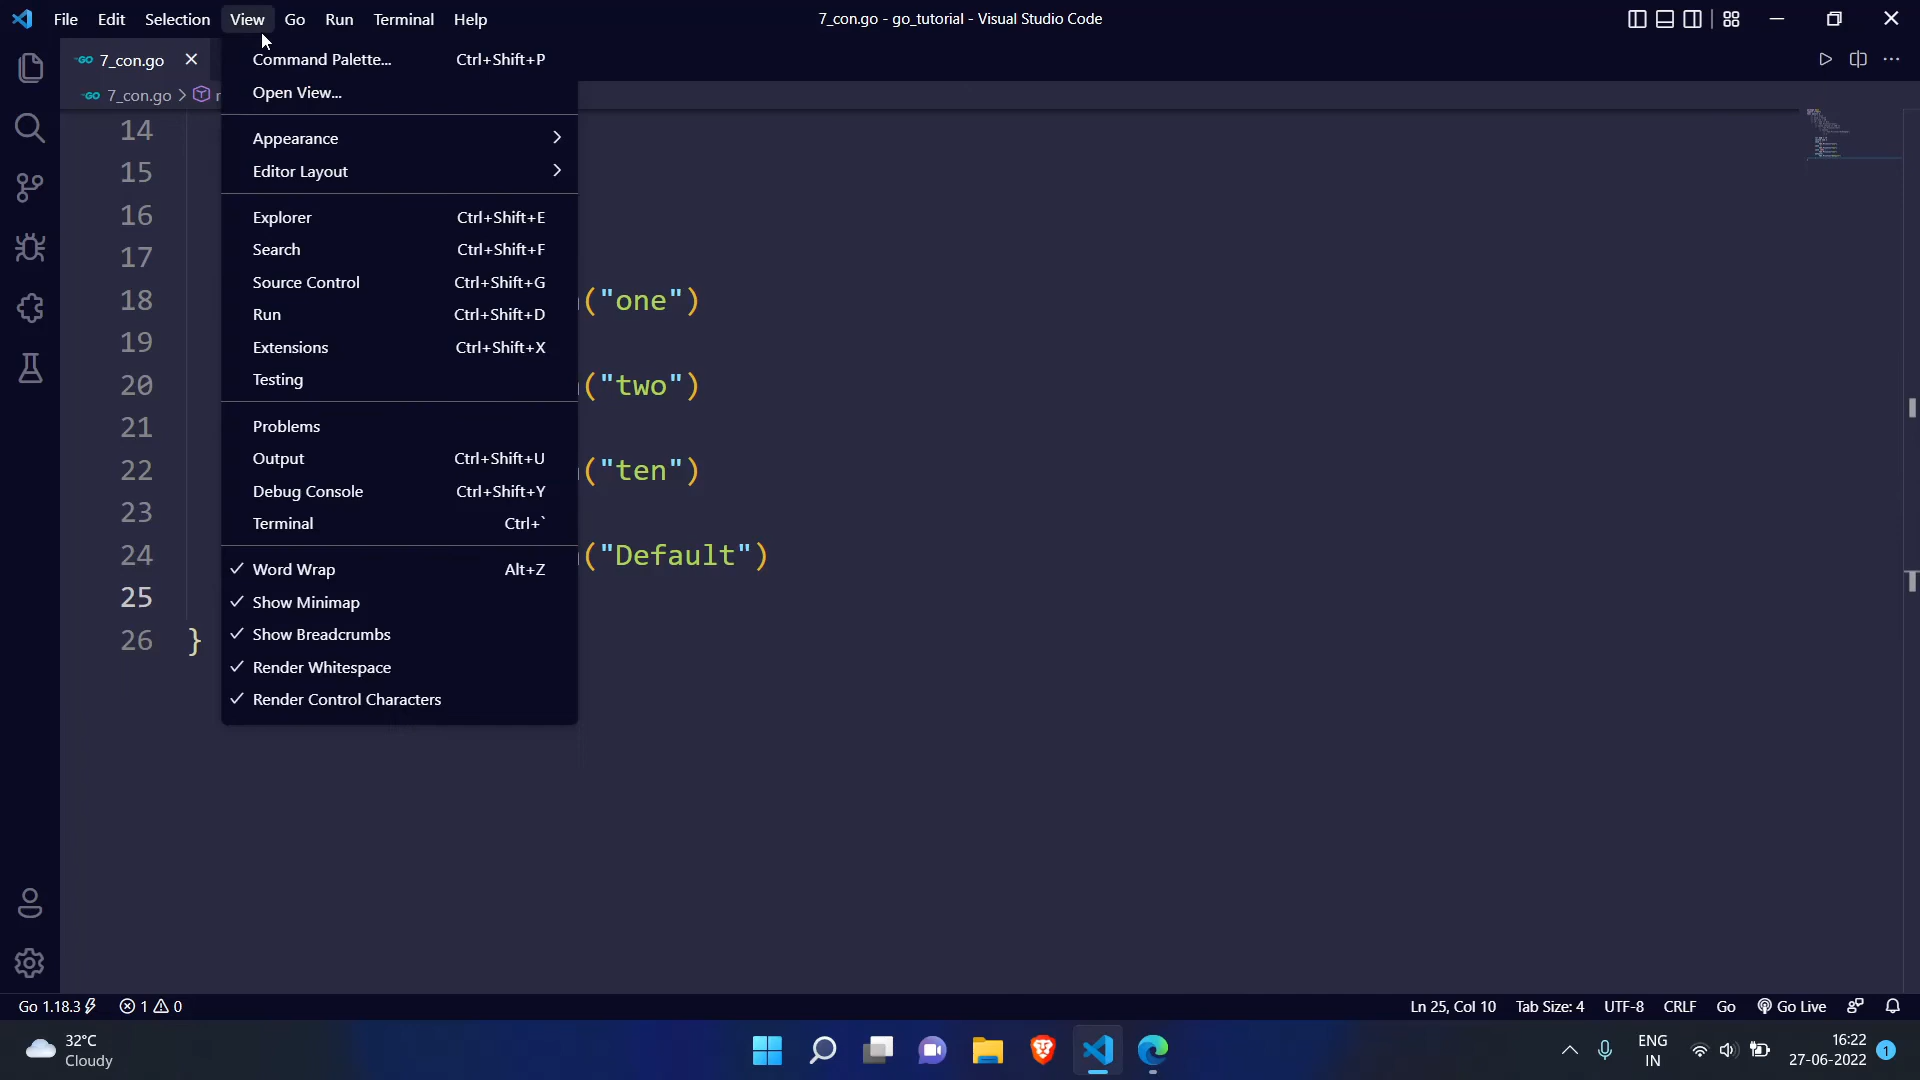 File Edit Selection View Go Run Terminal Help
7_con.go - go_tutorial - Visual Studio Code
7_con.go
7_con.go
Command Palette... Ctrl+Shift+P
Open View...
Appearance
Editor Layout
Explorer Ctrl+Shift+E
Search Ctrl+Shift+F
Source Control Ctrl+Shift+G
Run Ctrl+Shift+D
Extensions Ctrl+Shift+X
Testing
Problems
Output Ctrl+Shift+U
Debug Console Ctrl+Shift+Y
Terminal Ctrl+`
Word Wrap Alt+Z
Show Minimap
Show Breadcrumbs
Render Whitespace
Render Control Characters
14
15
16
17
18 ("one")
19
20 ("two")
21
22 ("ten")
23
24 ("Default")
25
26 }
Go 1.18.3 1 0 Ln 25, Col 10 Tab Size: 4 UTF-8 CRLF Go Go Live
32°C
Cloudy
ENG
IN
16:22
27-06-2022
1